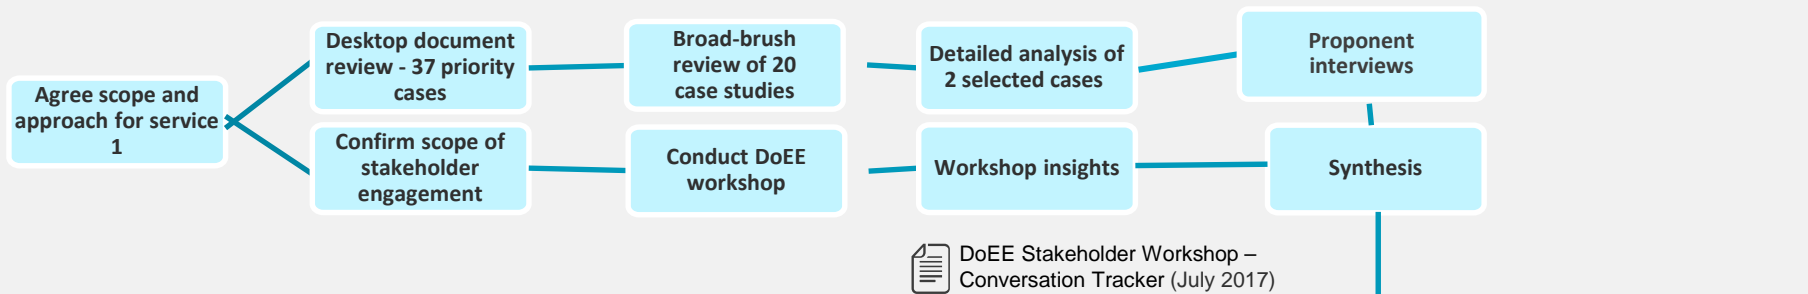 Agree scope and
approach for service
1
Desktop document
review - 37 priority
cases
Broad-brush
review of 20
case studies
Detailed analysis of
2 selected cases
Proponent
interviews
Confirm scope of
stakeholder
engagement
Conduct DoEE
workshop
Workshop insights
Synthesis
DoEE Stakeholder Workshop –
Conversation Tracker (July 2017)